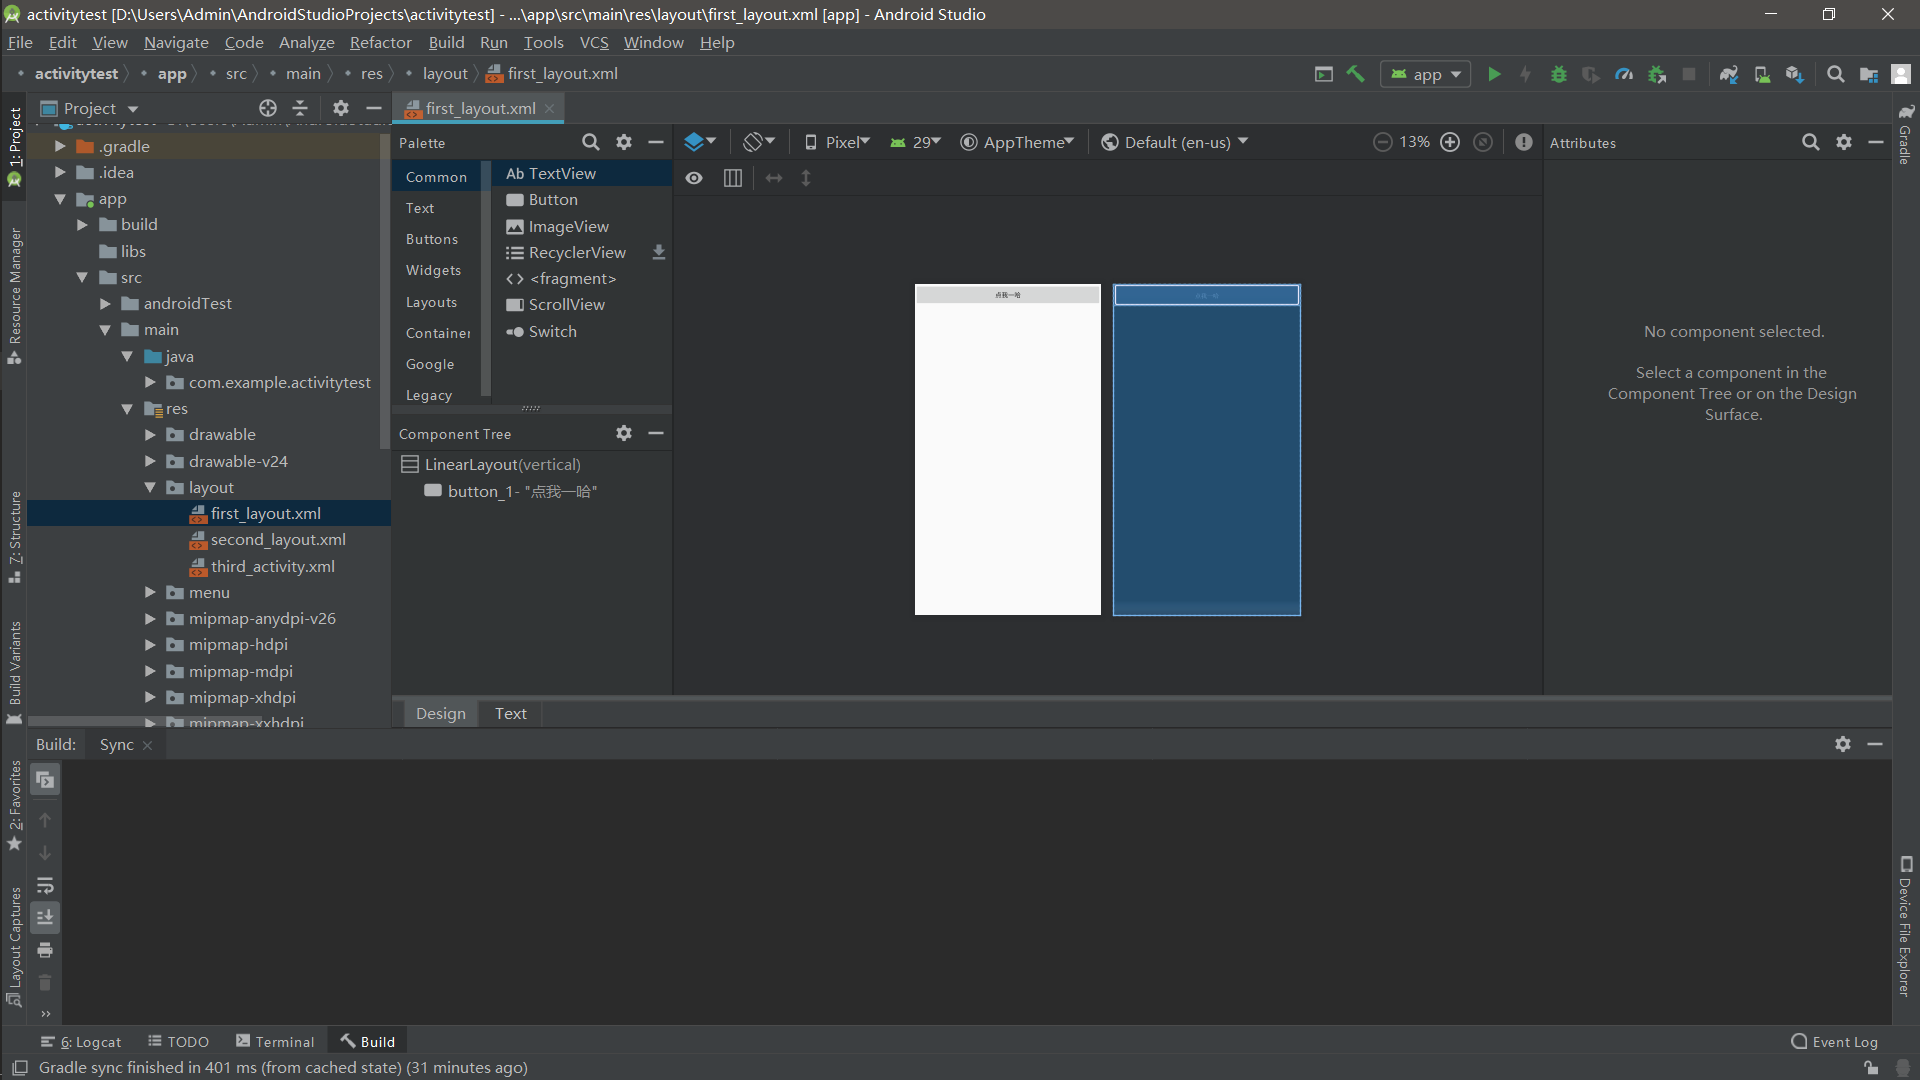 activitytest [D:\Users\Admin\AndroidStudioProjects\activitytest] - ...\app\src\main\res\layout\first_layout.xml [app] - Android Studio
File Edit View Navigate Code Analyze Refactor Build Run Tools VCS Window Help
activitytest app src main res layout first_layout.xml
app
1: Project
Resource Manager
7: Structure
Build Variants
2: Favorites
Layout Captures
Project
.gradle
.idea
app
build
libs
src
androidTest
main
java
com.example.activitytest
res
drawable
drawable-v24
layout
first_layout.xml
second_layout.xml
third_activity.xml
menu
mipmap-anydpi-v26
mipmap-hdpi
mipmap-mdpi
mipmap-xhdpi
mipmap-xxhdpi
first_layout.xml
Palette
Common
Text
Buttons
Widgets
Layouts
Container
Google
Legacy
Ab TextView
Button
ImageView
RecyclerView
<fragment>
ScrollView
Switch
Component Tree
LinearLayout(vertical)
button_1- "点我一哈"
Pixel 29 AppTheme Default (en-us) 13%
点我一哈
点我一哈
Design Text
Attributes
No component selected.
Select a component in the
Component Tree or on the Design
Surface.
Gradle
Device File Explorer
Build: Sync
6: Logcat TODO Terminal Build Event Log
Gradle sync finished in 401 ms (from cached state) (31 minutes ago)